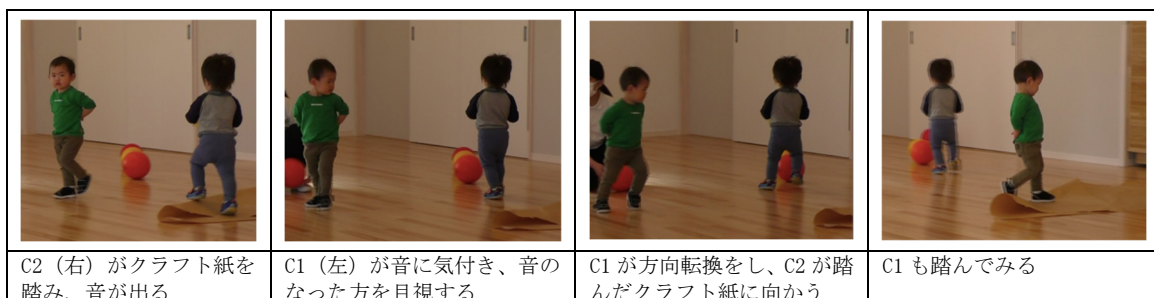 C2（右）がクラフト紙を
踏み、音が出る
C1（左）が音に気付き、音の
なった方を目視する
C1 が方向転換をし、C2 が踏
んだクラフト紙に向かう
C1 も踏んでみる